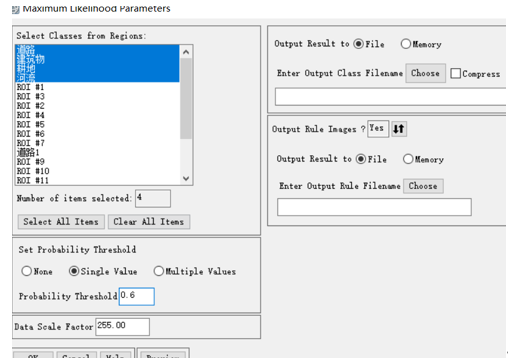 Maximum Likelihood Parameters
Select Classes from Regions:
道路
建筑物
耕地
河流
ROI #1
ROI #3
ROI #2
ROI #4
ROI #5
ROI #6
ROI #7
道路1
ROI #9
ROI #10
ROI #11
Number of items selected: 4
Select All Items Clear All Items
Set Probability Threshold
None Single Value Multiple Values
Probability Threshold 0.6
Data Scale Factor 255.00
OK Cancel Help Preview
Output Result to File Memory
Enter Output Class Filename Choose Compress
Output Rule Images ? Yes
Output Result to File Memory
Enter Output Rule Filename Choose